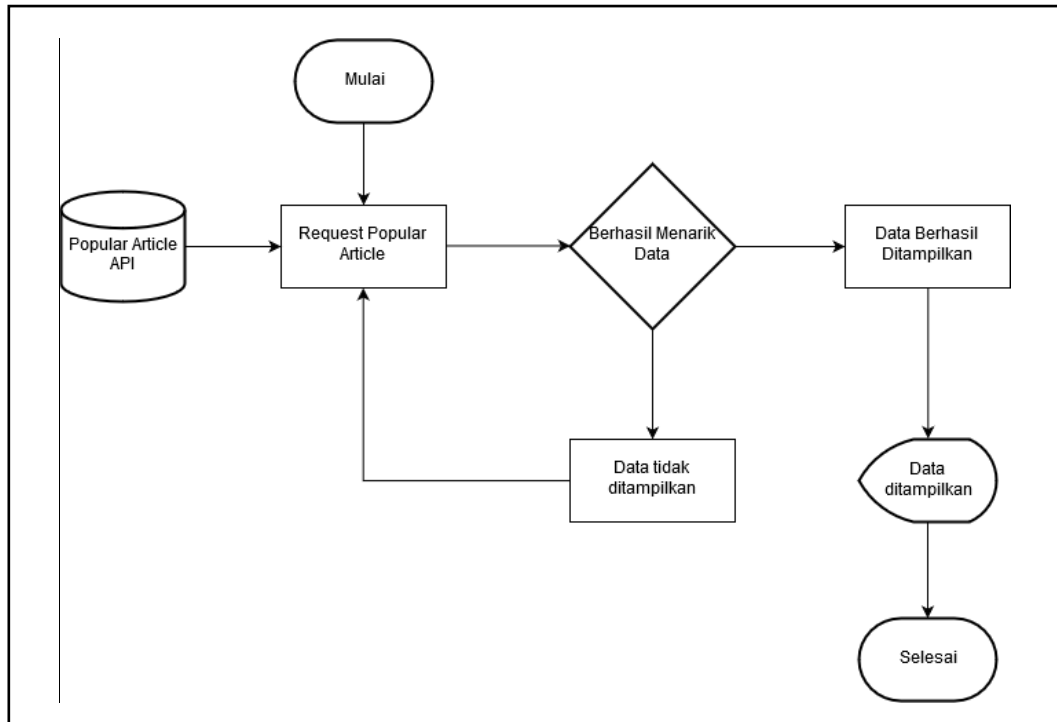 Mulai
Popular Article
API
Request Popular
Article
Berhasil Menarik
Data
Data Berhasil
Ditampilkan
Data tidak
ditampilkan
Data
ditampilkan
Selesai